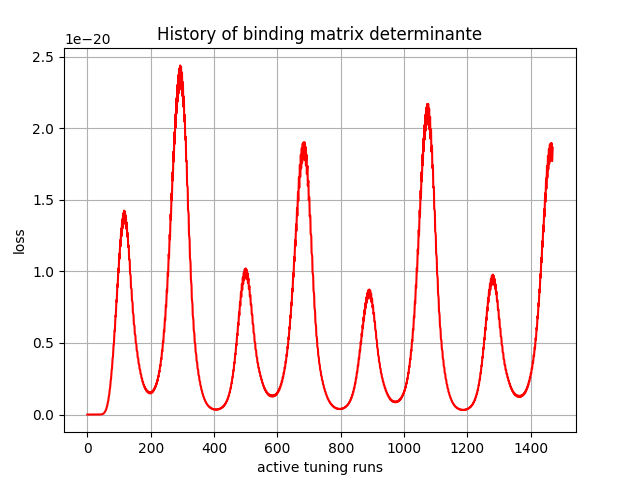 History of binding matrix determinante
1e−20
2.5
2.0
1.5
1.0
0.5
0.0
loss
0 200 400 600 800 1000 1200 1400
active tuning runs